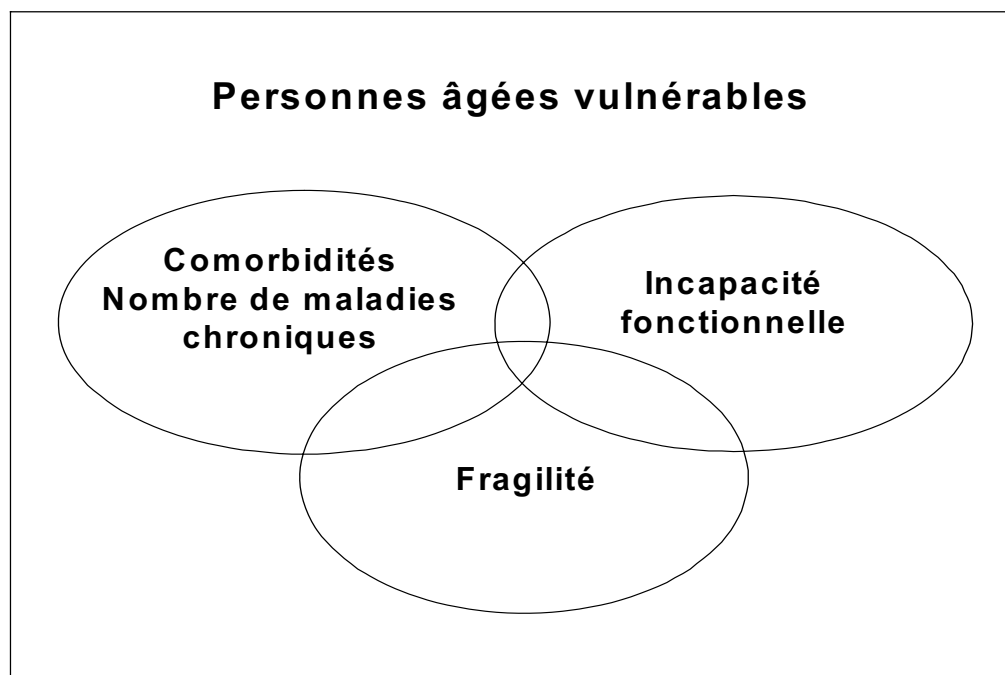 Personnes âgées vulnérables
Comorbidités
Nombre de maladies
chroniques
Incapacité
fonctionnelle
Fragilité